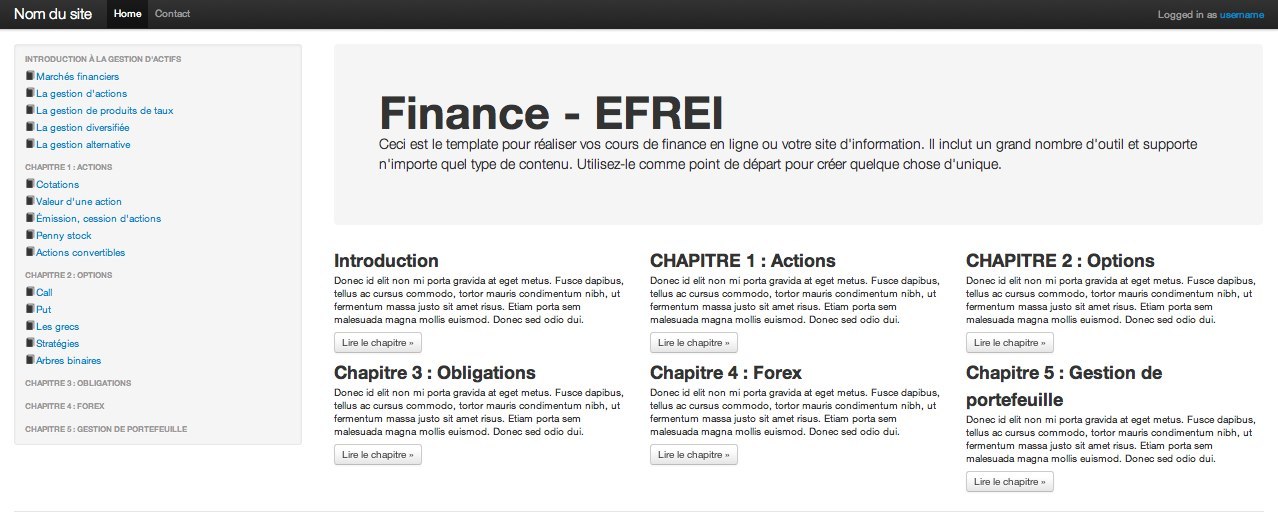 Nom du site Home Contact Logged in as username
INTRODUCTION À LA GESTION D'ACTIFS
Marchés financiers
La gestion d'actions
La gestion de produits de taux
La gestion diversifiée
La gestion alternative
CHAPITRE 1 : ACTIONS
Cotations
Valeur d'une action
Émission, cession d'actions
Penny stock
Actions convertibles
CHAPITRE 2 : OPTIONS
Call
Put
Les grecs
Stratégies
Arbres binaires
CHAPITRE 3 : OBLIGATIONS
CHAPITRE 4 : FOREX
CHAPITRE 5 : GESTION DE PORTEFEUILLE
Finance - EFREI
Ceci est le template pour réaliser vos cours de finance en ligne ou votre site d'information. Il inclut un grand nombre d'outil et supporte
n'importe quel type de contenu. Utilisez-le comme point de départ pour créer quelque chose d'unique.
Introduction
Donec id elit non mi porta gravida at eget metus. Fusce dapibus,
tellus ac cursus commodo, tortor mauris condimentum nibh, ut
fermentum massa justo sit amet risus. Etiam porta sem
malesuada magna mollis euismod. Donec sed odio dui.
Lire le chapitre »
CHAPITRE 1 : Actions
Donec id elit non mi porta gravida at eget metus. Fusce dapibus,
tellus ac cursus commodo, tortor mauris condimentum nibh, ut
fermentum massa justo sit amet risus. Etiam porta sem
malesuada magna mollis euismod. Donec sed odio dui.
Lire le chapitre »
CHAPITRE 2 : Options
Donec id elit non mi porta gravida at eget metus. Fusce dapibus,
tellus ac cursus commodo, tortor mauris condimentum nibh, ut
fermentum massa justo sit amet risus. Etiam porta sem
malesuada magna mollis euismod. Donec sed odio dui.
Lire le chapitre »
Chapitre 3 : Obligations
Donec id elit non mi porta gravida at eget metus. Fusce dapibus,
tellus ac cursus commodo, tortor mauris condimentum nibh, ut
fermentum massa justo sit amet risus. Etiam porta sem
malesuada magna mollis euismod. Donec sed odio dui.
Lire le chapitre »
Chapitre 4 : Forex
Donec id elit non mi porta gravida at eget metus. Fusce dapibus,
tellus ac cursus commodo, tortor mauris condimentum nibh, ut
fermentum massa justo sit amet risus. Etiam porta sem
malesuada magna mollis euismod. Donec sed odio dui.
Lire le chapitre »
Chapitre 5 : Gestion de
portefeuille
Donec id elit non mi porta gravida at eget metus. Fusce dapibus,
tellus ac cursus commodo, tortor mauris condimentum nibh, ut
fermentum massa justo sit amet risus. Etiam porta sem
malesuada magna mollis euismod. Donec sed odio dui.
Lire le chapitre »